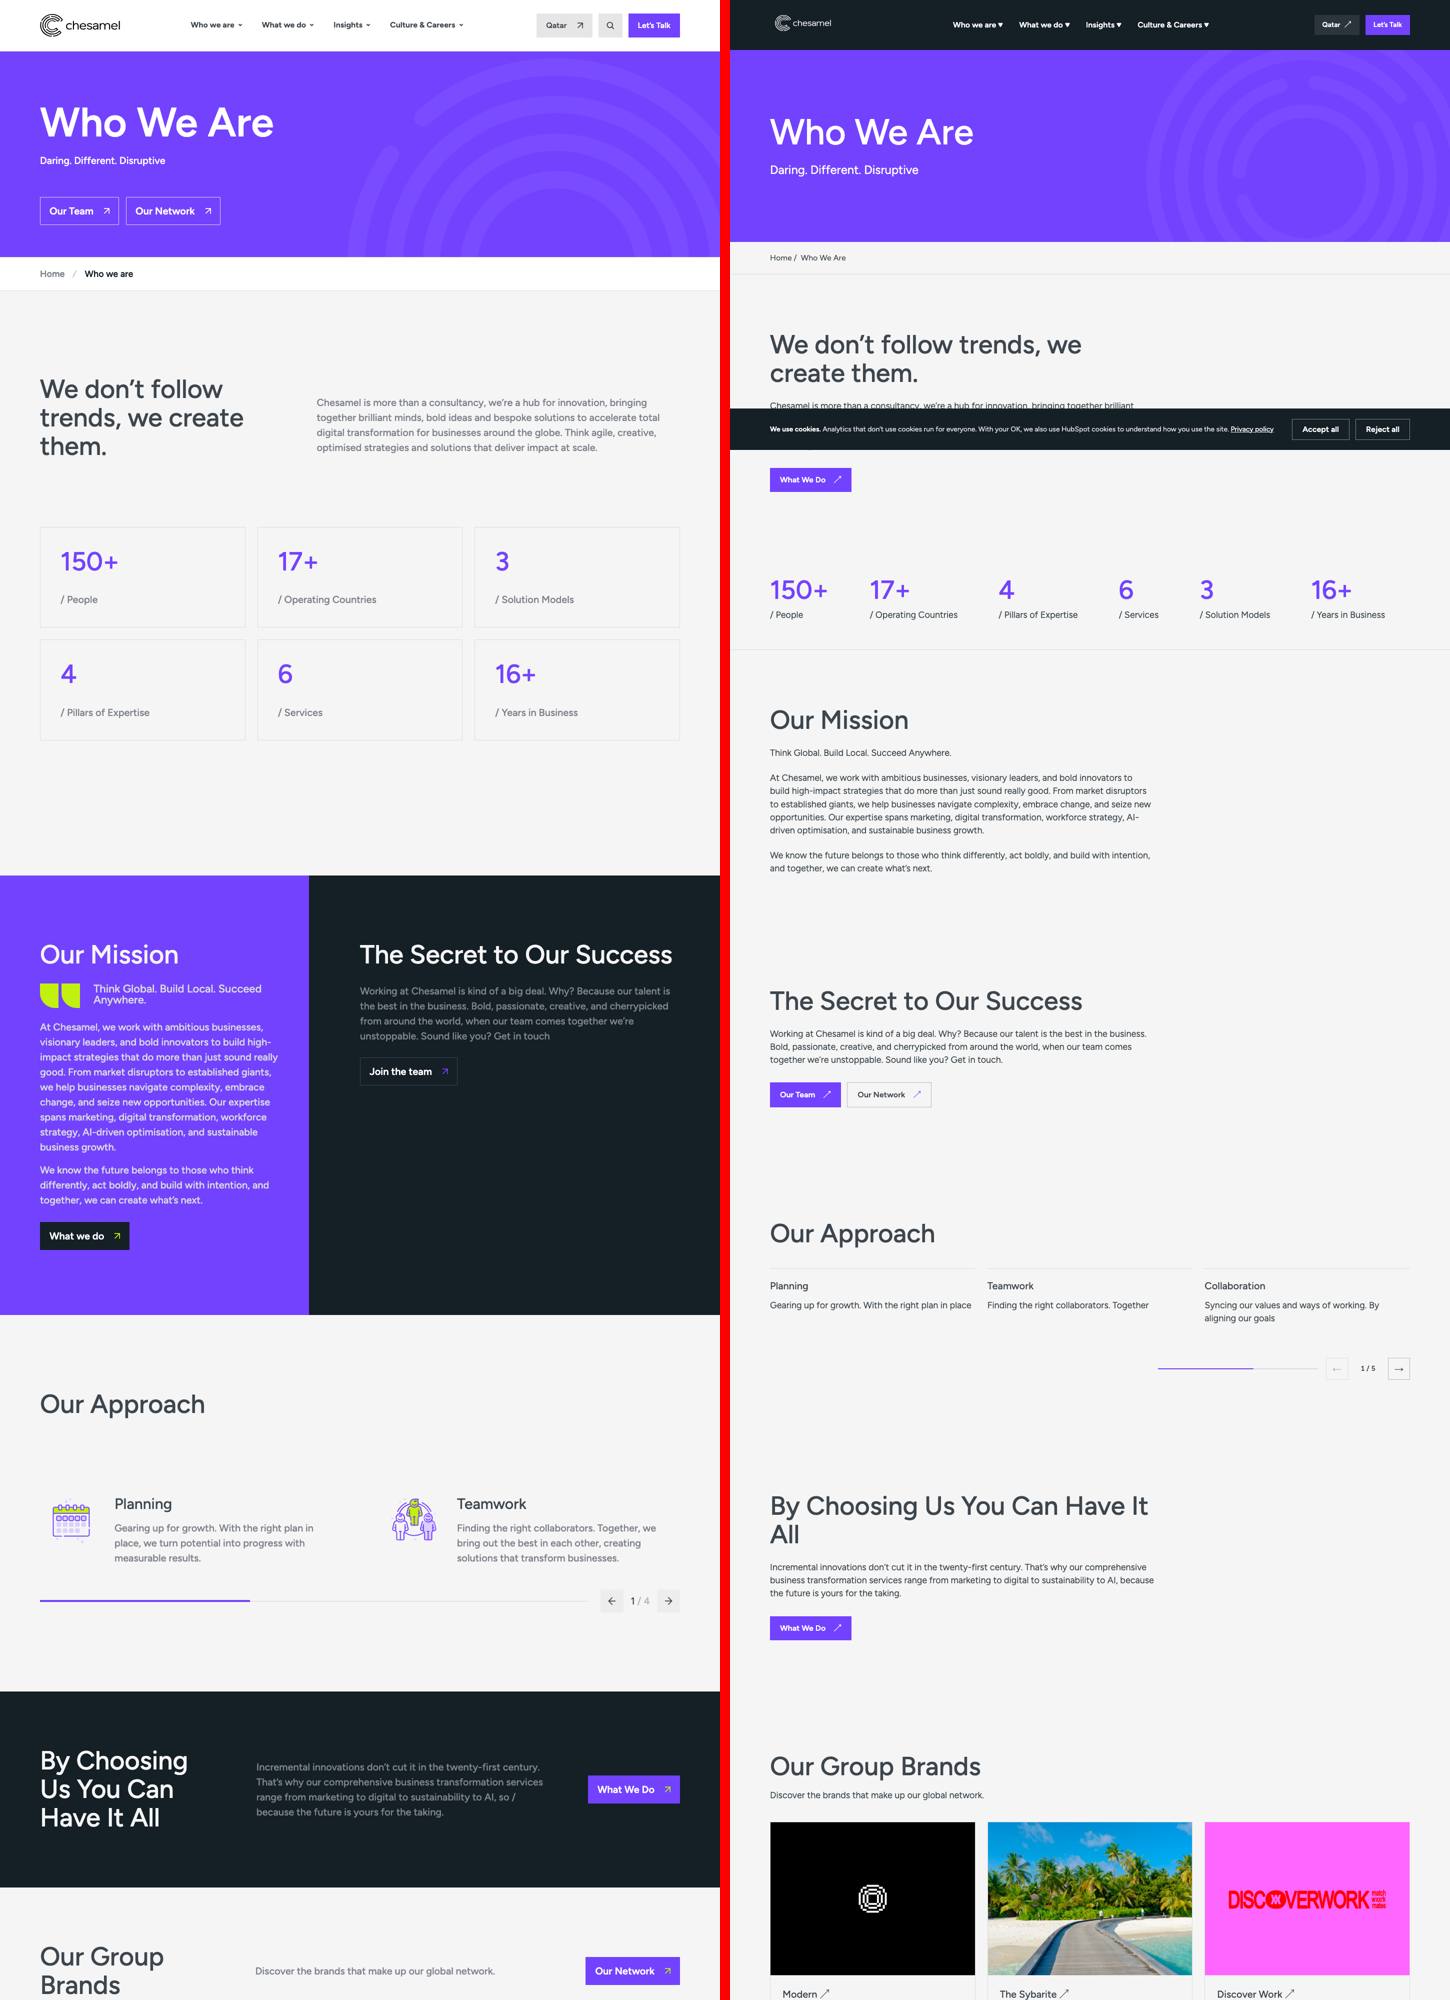 chesamel
Who we are
What we do
Insights
Culture & Careers
Qatar
Let's Talk
Who We Are
Daring. Different. Disruptive
Our Team
Our Network
Home / Who we are
We don't follow
trends, we create
them.
Chesamel is more than a consultancy, we're a hub for innovation, bringing
together brilliant minds, bold ideas and bespoke solutions to accelerate total
digital transformation for businesses around the globe. Think agile, creative,
optimised strategies and solutions that deliver impact at scale.
150+
/ People
17+
/ Operating Countries
3
/ Solution Models
4
/ Pillars of Expertise
6
/ Services
16+
/ Years in Business
Our Mission
Think Global. Build Local. Succeed
Anywhere.
At Chesamel, we work with ambitious businesses,
visionary leaders, and bold innovators to build high-
impact strategies that do more than just sound really
good. From market disruptors to established giants,
we help businesses navigate complexity, embrace
change, and seize new opportunities. Our expertise
spans marketing, digital transformation, workforce
strategy, AI-driven optimisation, and sustainable
business growth.
We know the future belongs to those who think
differently, act boldly, and build with intention, and
together, we can create what's next.
What we do
The Secret to Our Success
Working at Chesamel is kind of a big deal. Why? Because our talent is
the best in the business. Bold, passionate, creative, and cherrypicked
from around the world, when our team comes together we're
unstoppable. Sound like you? Get in touch
Join the team
Our Approach
Planning
Gearing up for growth. With the right plan in
place, we turn potential into progress with
measurable results.
Teamwork
Finding the right collaborators. Together, we
bring out the best in each other, creating
solutions that transform businesses.
1 / 4
By Choosing
Us You Can
Have It All
Incremental innovations don't cut it in the twenty-first century.
That's why our comprehensive business transformation services
range from marketing to digital to sustainability to AI, so /
because the future is yours for the taking.
What We Do
Our Group
Brands
Discover the brands that make up our global network.
Our Network
chesamel
Who we are
What we do
Insights
Culture & Careers
Qatar
Let's Talk
Who We Are
Daring. Different. Disruptive
Home / Who We Are
We don't follow trends, we
create them.
Chesamel is more than a consultancy, we're a hub for innovation, bringing together brilliant
We use cookies. Analytics that don't use cookies run for everyone. With your OK, we also use HubSpot cookies to understand how you use the site. Privacy policy
Accept all
Reject all
What We Do
150+
/ People
17+
/ Operating Countries
4
/ Pillars of Expertise
6
/ Services
3
/ Solution Models
16+
/ Years in Business
Our Mission
Think Global. Build Local. Succeed Anywhere.
At Chesamel, we work with ambitious businesses, visionary leaders, and bold innovators to
build high-impact strategies that do more than just sound really good. From market disruptors
to established giants, we help businesses navigate complexity, embrace change, and seize new
opportunities. Our expertise spans marketing, digital transformation, workforce strategy, AI-
driven optimisation, and sustainable business growth.
We know the future belongs to those who think differently, act boldly, and build with intention,
and together, we can create what's next.
The Secret to Our Success
Working at Chesamel is kind of a big deal. Why? Because our talent is the best in the business.
Bold, passionate, creative, and cherrypicked from around the world, when our team comes
together we're unstoppable. Sound like you? Get in touch.
Our Team
Our Network
Our Approach
Planning
Gearing up for growth. With the right plan in place
Teamwork
Finding the right collaborators. Together
Collaboration
Syncing our values and ways of working. By
aligning our goals
1 / 5
By Choosing Us You Can Have It
All
Incremental innovations don't cut it in the twenty-first century. That's why our comprehensive
business transformation services range from marketing to digital to sustainability to AI, because
the future is yours for the taking.
What We Do
Our Group Brands
Discover the brands that make up our global network.
DISCOVERWORK
match
work
mates
Modern
The Sybarite
Discover Work